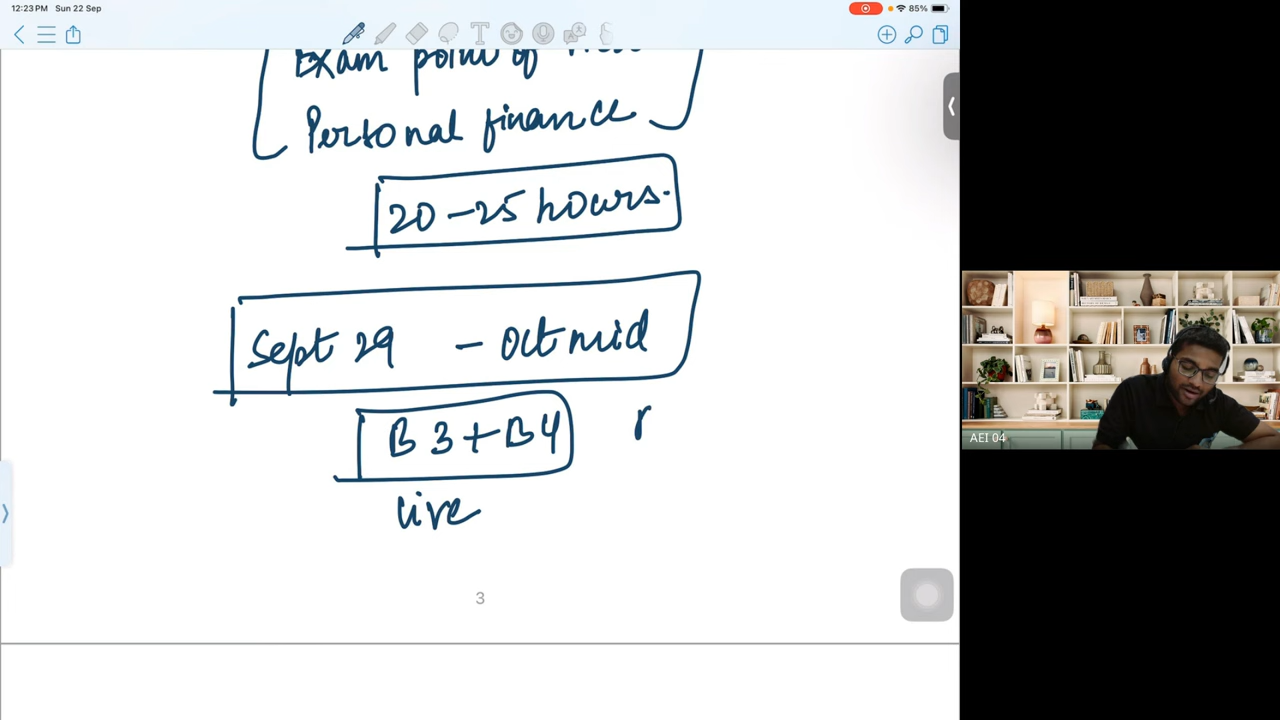 12:23 PM Sun 22 Sep 85%
Exam point of
Personal finance
20-25 hours.
Sept 29 - Oct mid
B3+B4 r
live
3
AEI 04